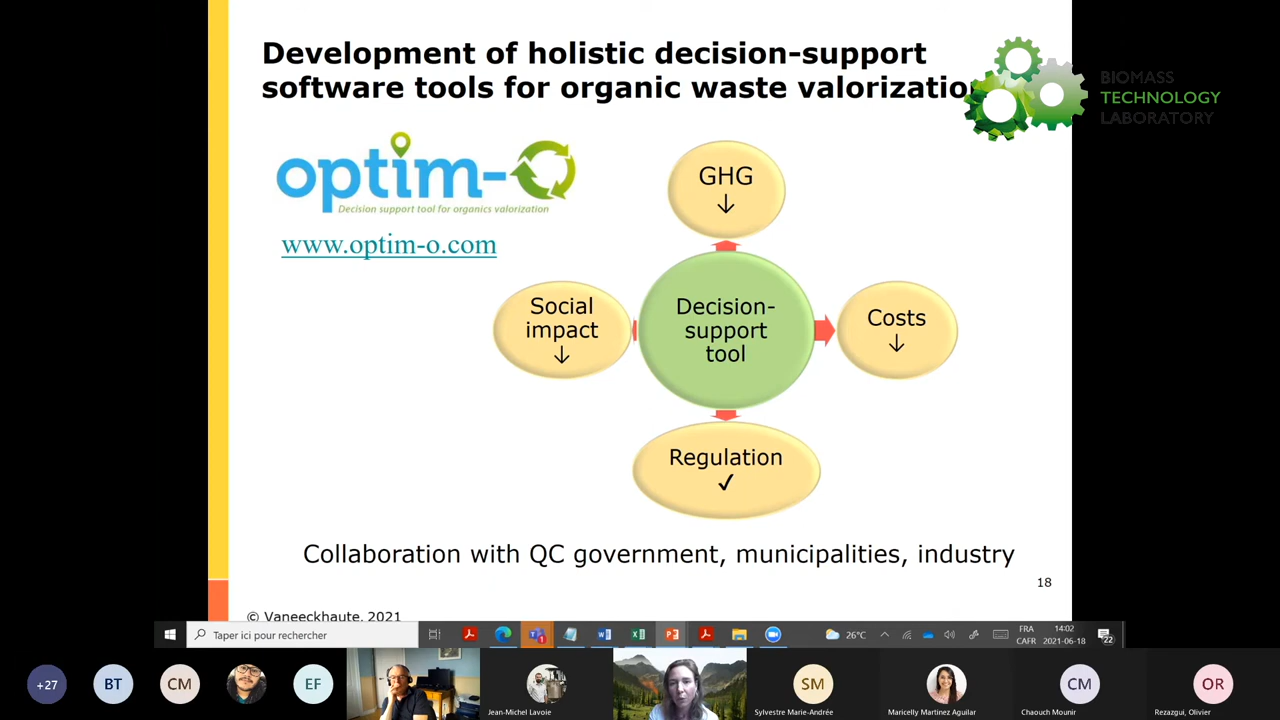 Development of holistic decision-support
software tools for organic waste valorization
BIOMASS
TECHNOLOGY
LABORATORY
optim-O
Decision support tool for organics valorization
www.optim-o.com
GHG
↓
Social
impact
↓
Decision-
support
tool
Costs
↓
Regulation
✓
Collaboration with QC government, municipalities, industry
18
© Vaneeckhaute, 2021
Taper ici pour rechercher
26°C
FRA
CAFR
14:02
2021-06-18
22
+27
BT
CM
EF
Jean-Michel Lavoie
SM
Sylvestre Marie-Andrée
Maricelly Martinez Aguilar
CM
Chaouch Mounir
OR
Rezazgui, Olivier